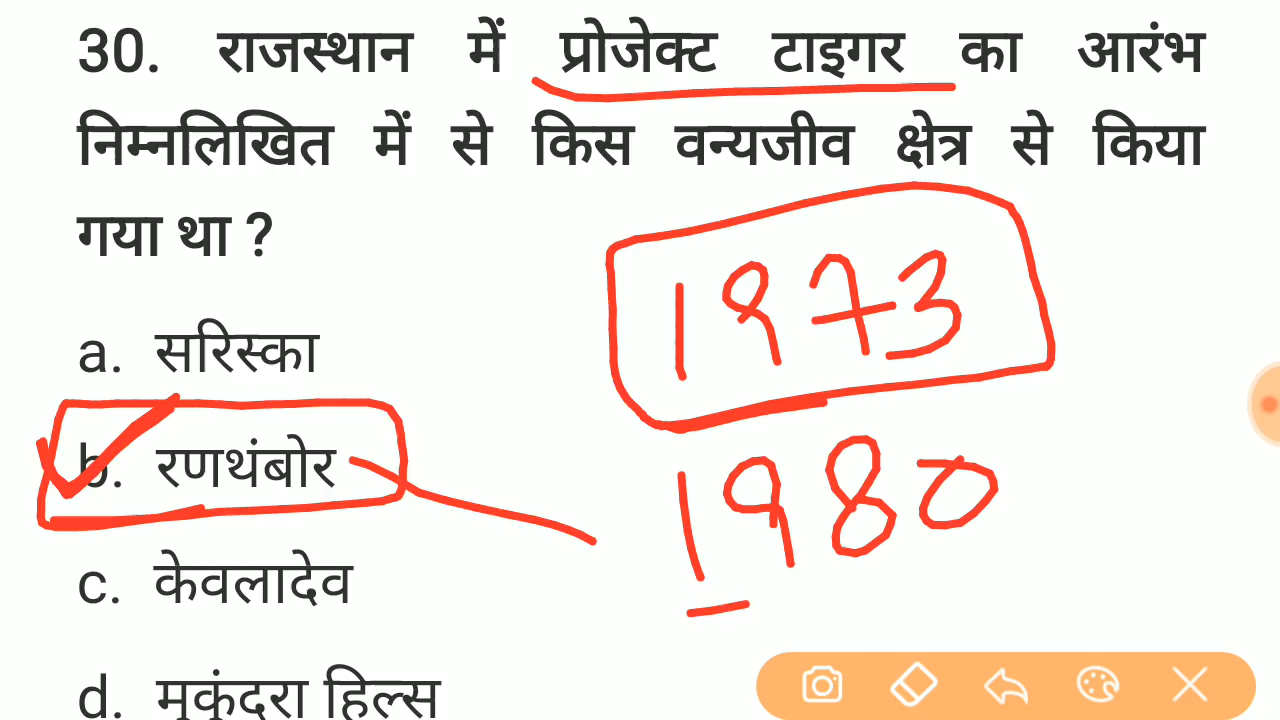 30. राजस्थान में प्रोजेक्ट टाइगर का आरंभ
निम्नलिखित में से किस वन्यजीव क्षेत्र से किया
गया था ?
1973
a. सरिस्का
b. रणथंबोर
1980
c. केवलादेव
d. मुकुंदरा हिल्स